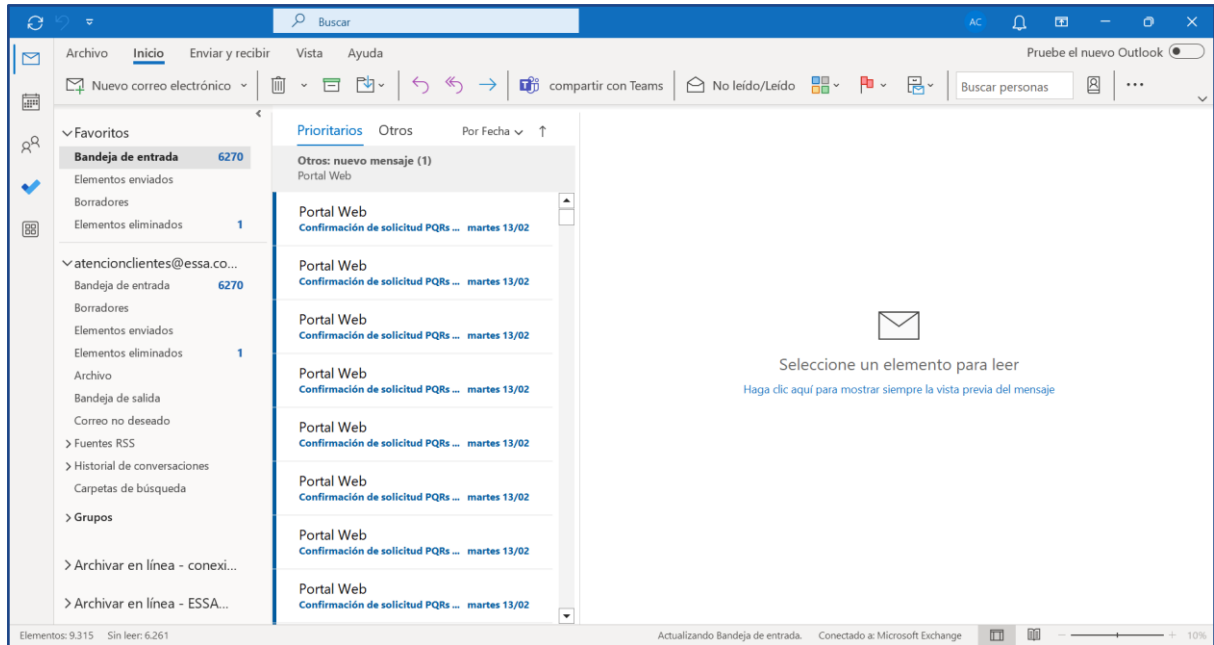 Buscar
AC
Archivo Inicio Enviar y recibir Vista Ayuda Pruebe el nuevo Outlook
Nuevo correo electrónico compartir con Teams No leído/Leído Buscar personas
Favoritos
Bandeja de entrada 6270
Elementos enviados
Borradores
Elementos eliminados 1
atencionclientes@essa.co...
Bandeja de entrada 6270
Borradores
Elementos enviados
Elementos eliminados 1
Archivo
Bandeja de salida
Correo no deseado
Fuentes RSS
Historial de conversaciones
Carpetas de búsqueda
Grupos
Archivar en línea - conexi...
Archivar en línea - ESSA...
Prioritarios Otros Por Fecha
Otros: nuevo mensaje (1)
Portal Web
Portal Web
Confirmación de solicitud PQRs ... martes 13/02
Portal Web
Confirmación de solicitud PQRs ... martes 13/02
Portal Web
Confirmación de solicitud PQRs ... martes 13/02
Portal Web
Confirmación de solicitud PQRs ... martes 13/02
Portal Web
Confirmación de solicitud PQRs ... martes 13/02
Portal Web
Confirmación de solicitud PQRs ... martes 13/02
Portal Web
Confirmación de solicitud PQRs ... martes 13/02
Portal Web
Confirmación de solicitud PQRs ... martes 13/02
Seleccione un elemento para leer
Haga clic aquí para mostrar siempre la vista previa del mensaje
Elementos: 9.315 Sin leer: 6.261 Actualizando Bandeja de entrada. Conectado a: Microsoft Exchange 10%